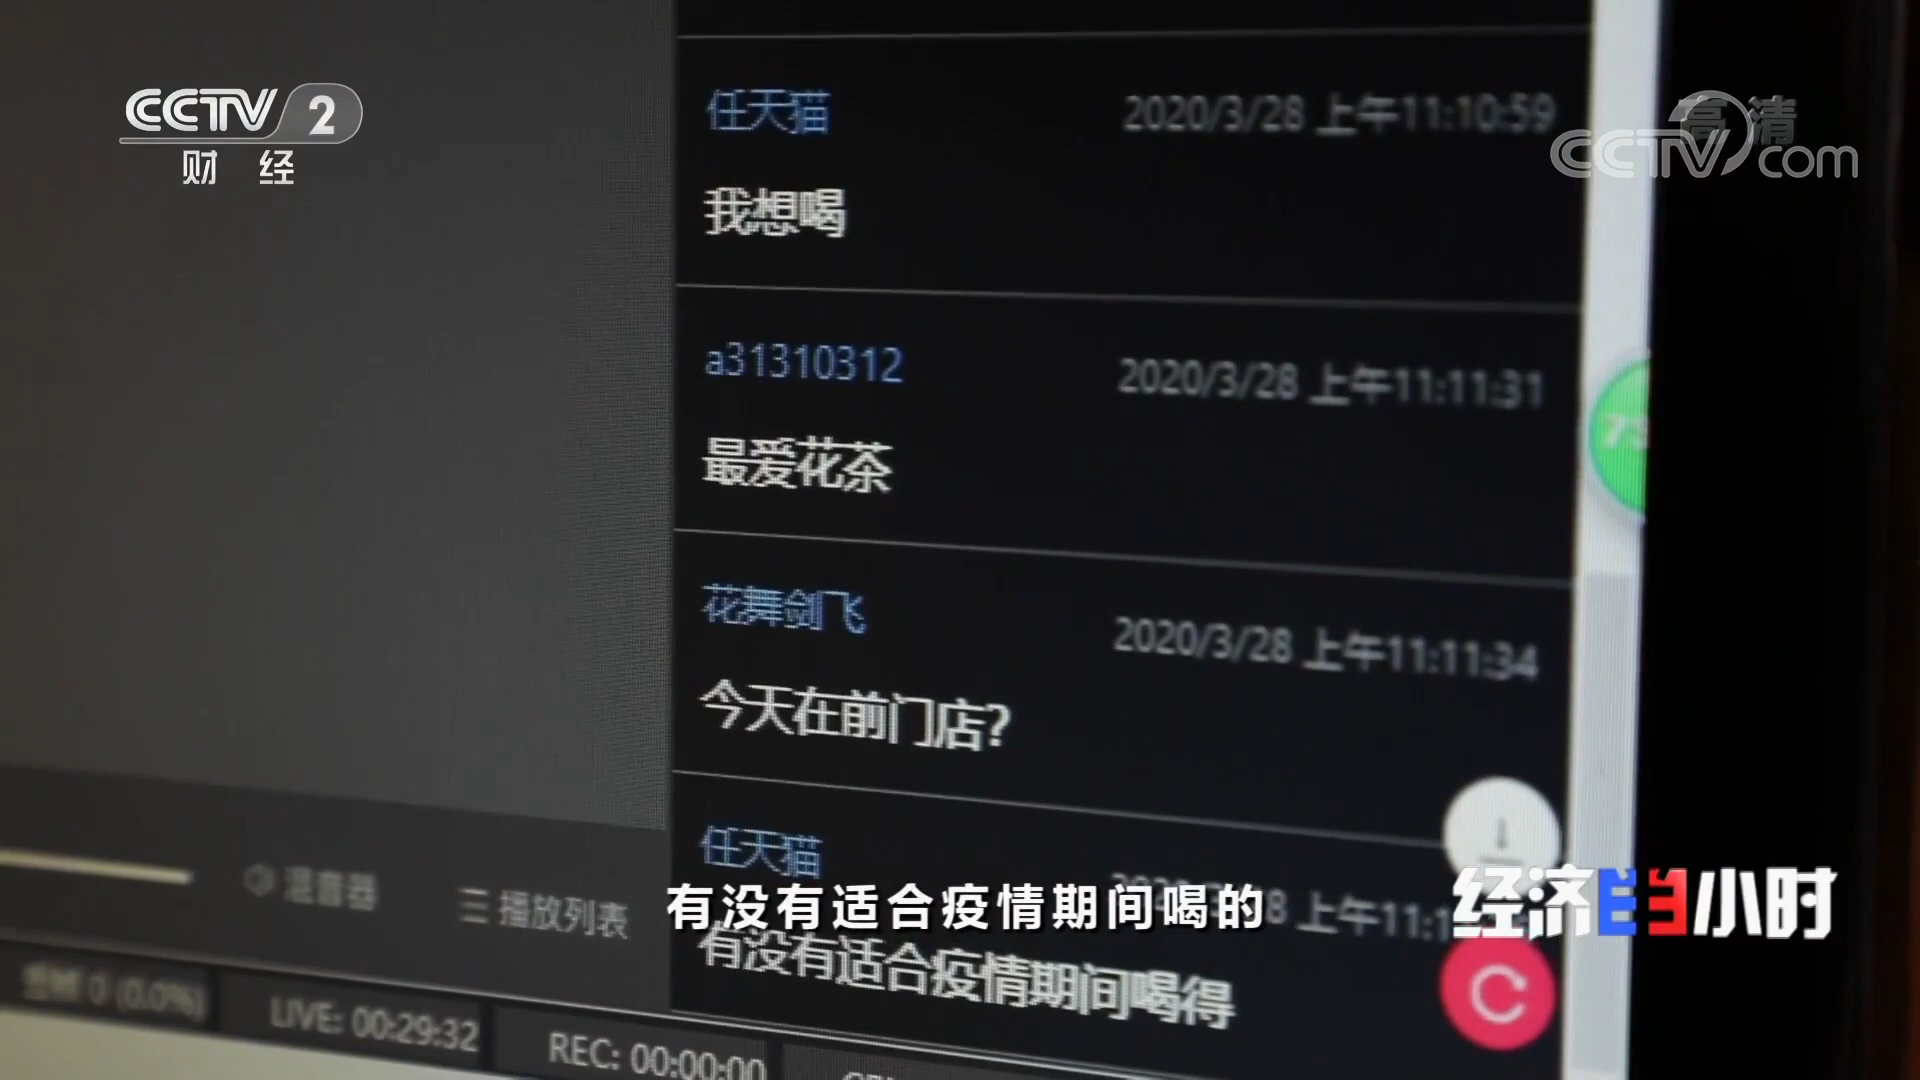 CCTV 2
财 经
高清
CCTV com
任天猫 2020/3/28 上午11:10:59
我想喝
a31310312 2020/3/28 上午11:11:31
最爱花茶
花舞剑飞 2020/3/28 上午11:11:34
今天在前门店?
任天猫
有没有适合疫情期间喝的
有没有适合疫情期间喝得
经济半小时
混音器
播放列表
0 (0.0%)
LIVE: 00:29:32
REC: 00:00:00